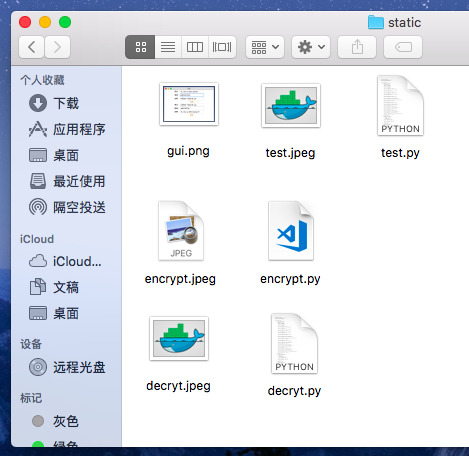 static
个人收藏
下载
应用程序
桌面
最近使用
隔空投送
iCloud
iCloud...
文稿
桌面
设备
远程光盘
标记
灰色
绿色
gui.png
test.jpeg
PYTHON
test.py
JPEG
encrypt.jpeg
encrypt.py
decryt.jpeg
PYTHON
decryt.py